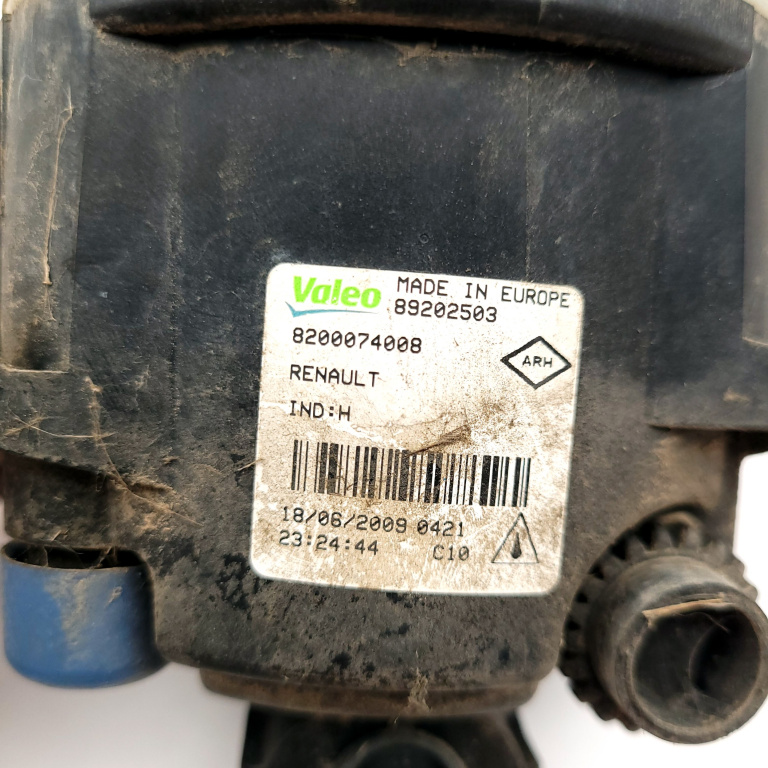 Valeo MADE IN EUROPE
89202503
8200074008
ARH
RENAULT
IND:H
18/06/2009 0421
23:24:44 C10